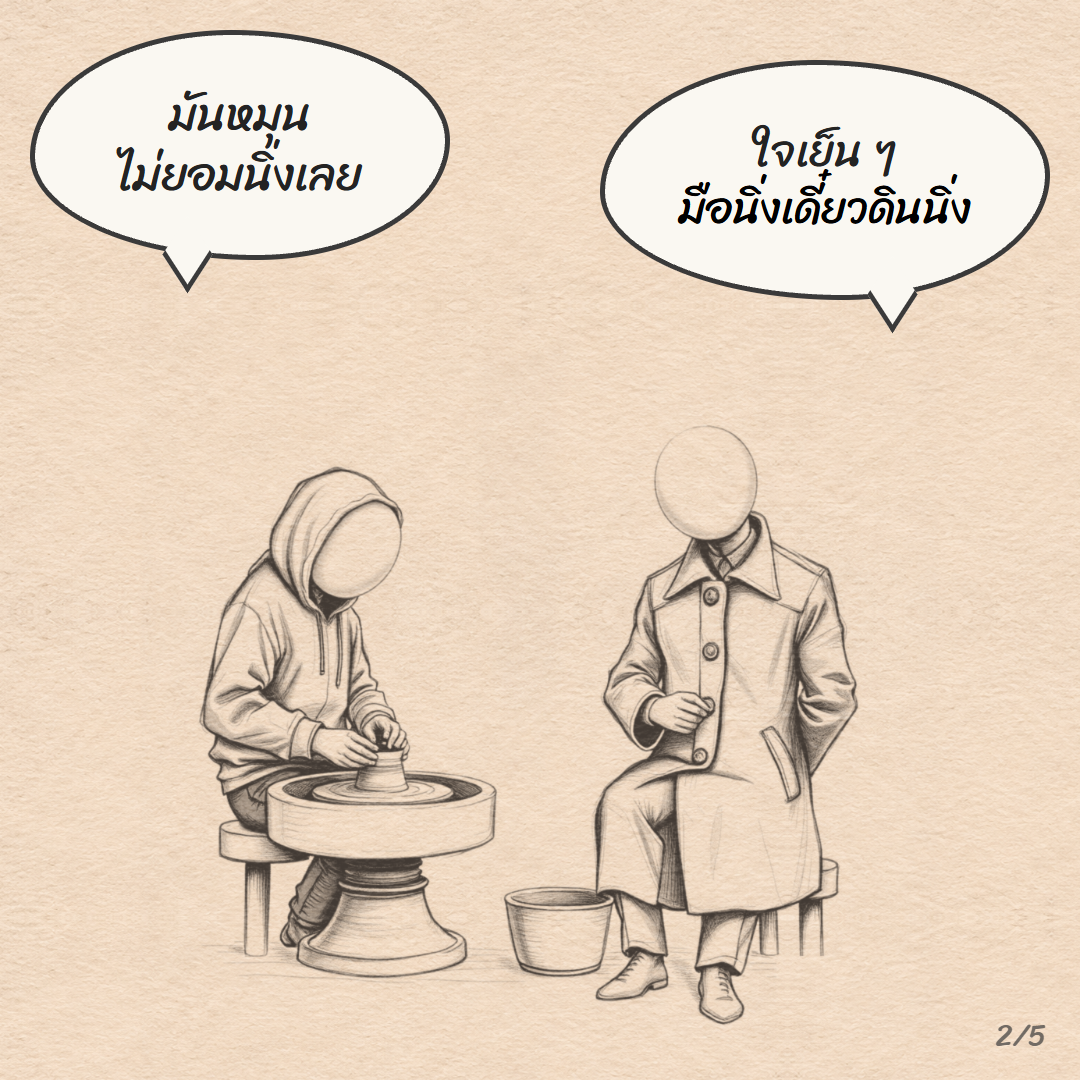 มันหมุน
ไม่ยอมนิ่งเลย
ใจเย็น ๆ
มือนิ่งเดี๋ยวดินนิ่ง
2/5